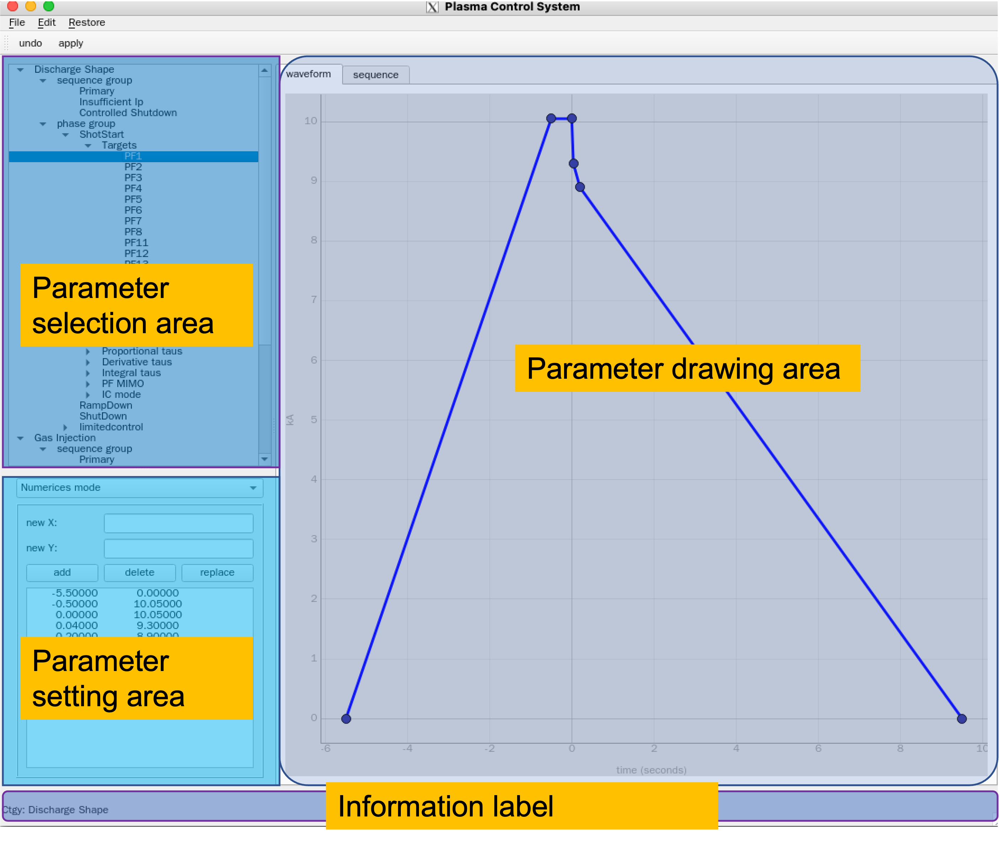 Plasma Control System
File Edit Restore
undo apply
Discharge Shape
sequence group
Primary
Insufficient Ip
Controlled Shutdown
phase group
ShotStart
Targets
PF1
PF2
PF3
PF4
PF5
PF6
PF7
PF8
PF11
PF12
PF13
Parameter
selection area
Proportional taus
Derivative taus
Integral taus
PF MIMO
IC mode
RampDown
ShutDown
limitedcontrol
Gas Injection
sequence group
Primary
Numerices mode
new X:
new Y:
add delete replace
-5.50000 0.00000
-0.50000 10.05000
0.00000 10.05000
0.04000 9.30000
0.20000 8.90000
Parameter
setting area
waveform sequence
10
9
8
7
6
5
4
3
2
1
0
kA
Parameter drawing area
-6 -4 -2 0 2 4 6 8 10
time (seconds)
Ctgy: Discharge Shape
Information label